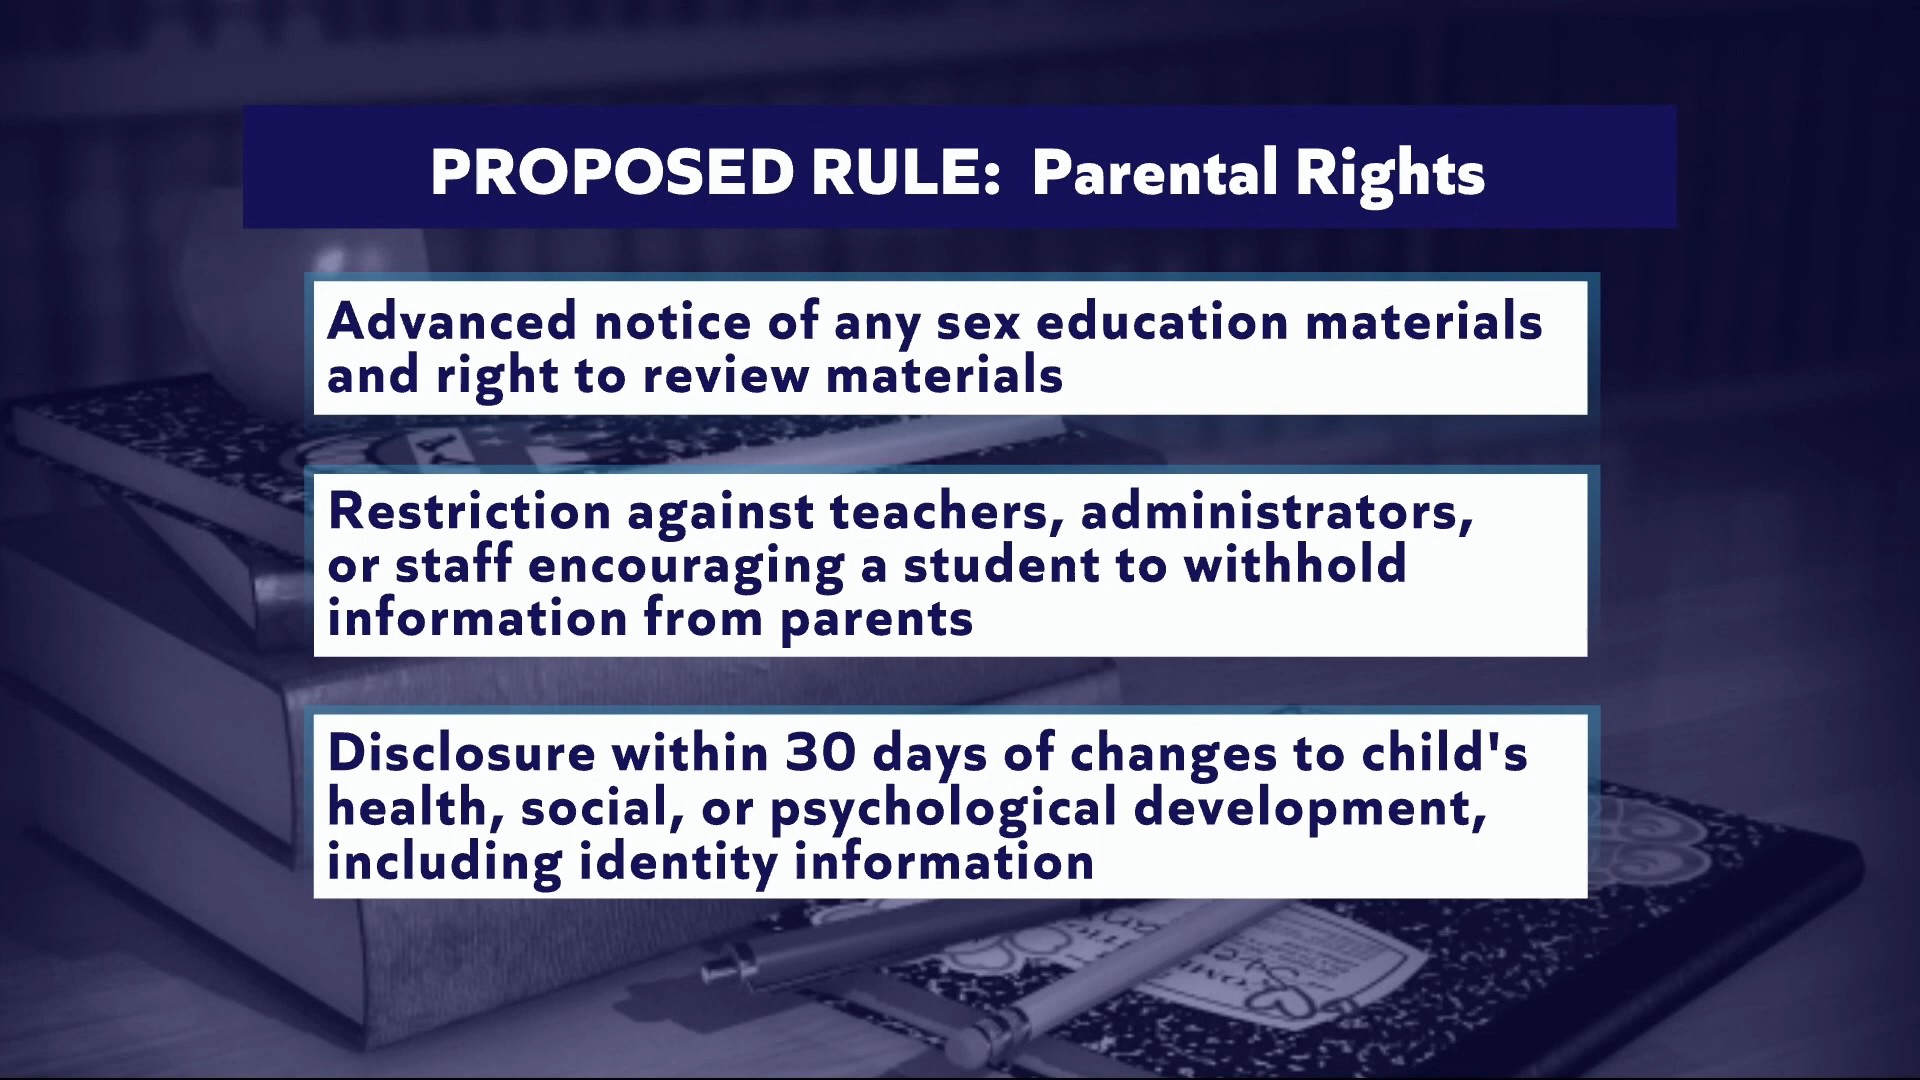 PROPOSED RULE: Parental Rights
Advanced notice of any sex education materials
and right to review materials
Restriction against teachers, administrators,
or staff encouraging a student to withhold
information from parents
Disclosure within 30 days of changes to child's
health, social, or psychological development,
including identity information